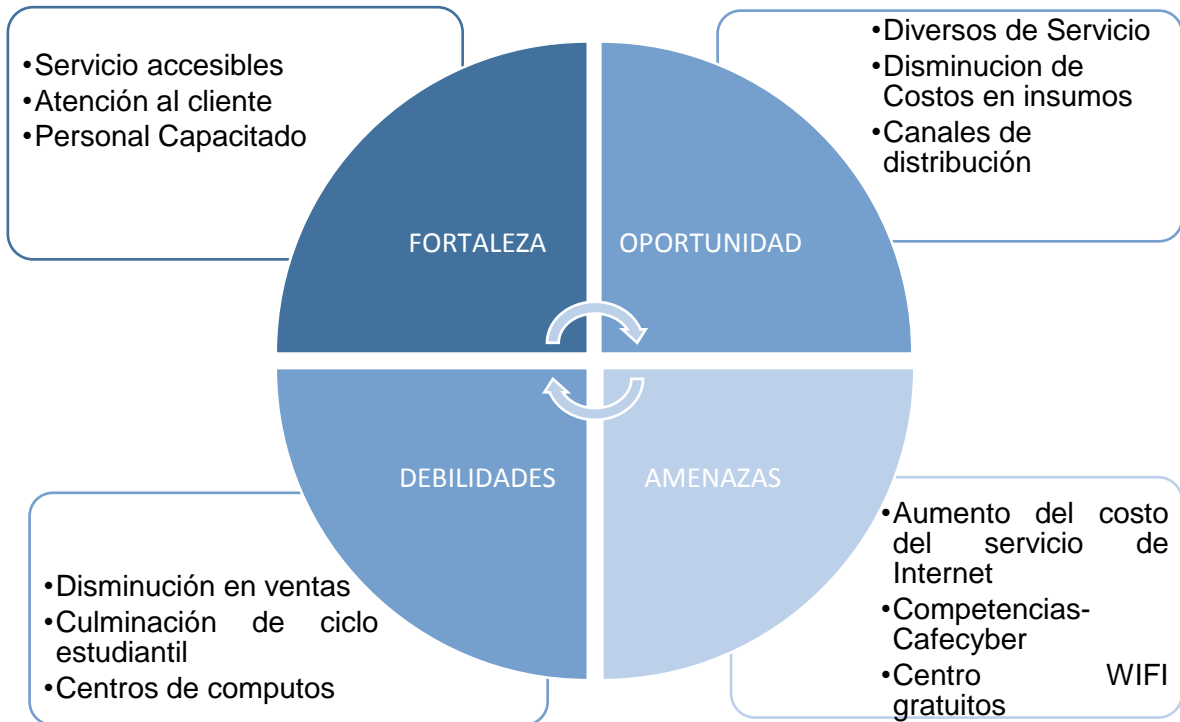 •Servicio accesibles
•Atención al cliente
•Personal Capacitado
•Diversos de Servicio
•Disminucion de
Costos en insumos
•Canales de
distribución
FORTALEZA
OPORTUNIDAD
DEBILIDADES
AMENAZAS
•Disminución en ventas
•Culminación de ciclo
estudiantil
•Centros de computos
•Aumento del costo
del servicio de
Internet
•Competencias-
Cafecyber
•Centro WIFI
gratuitos